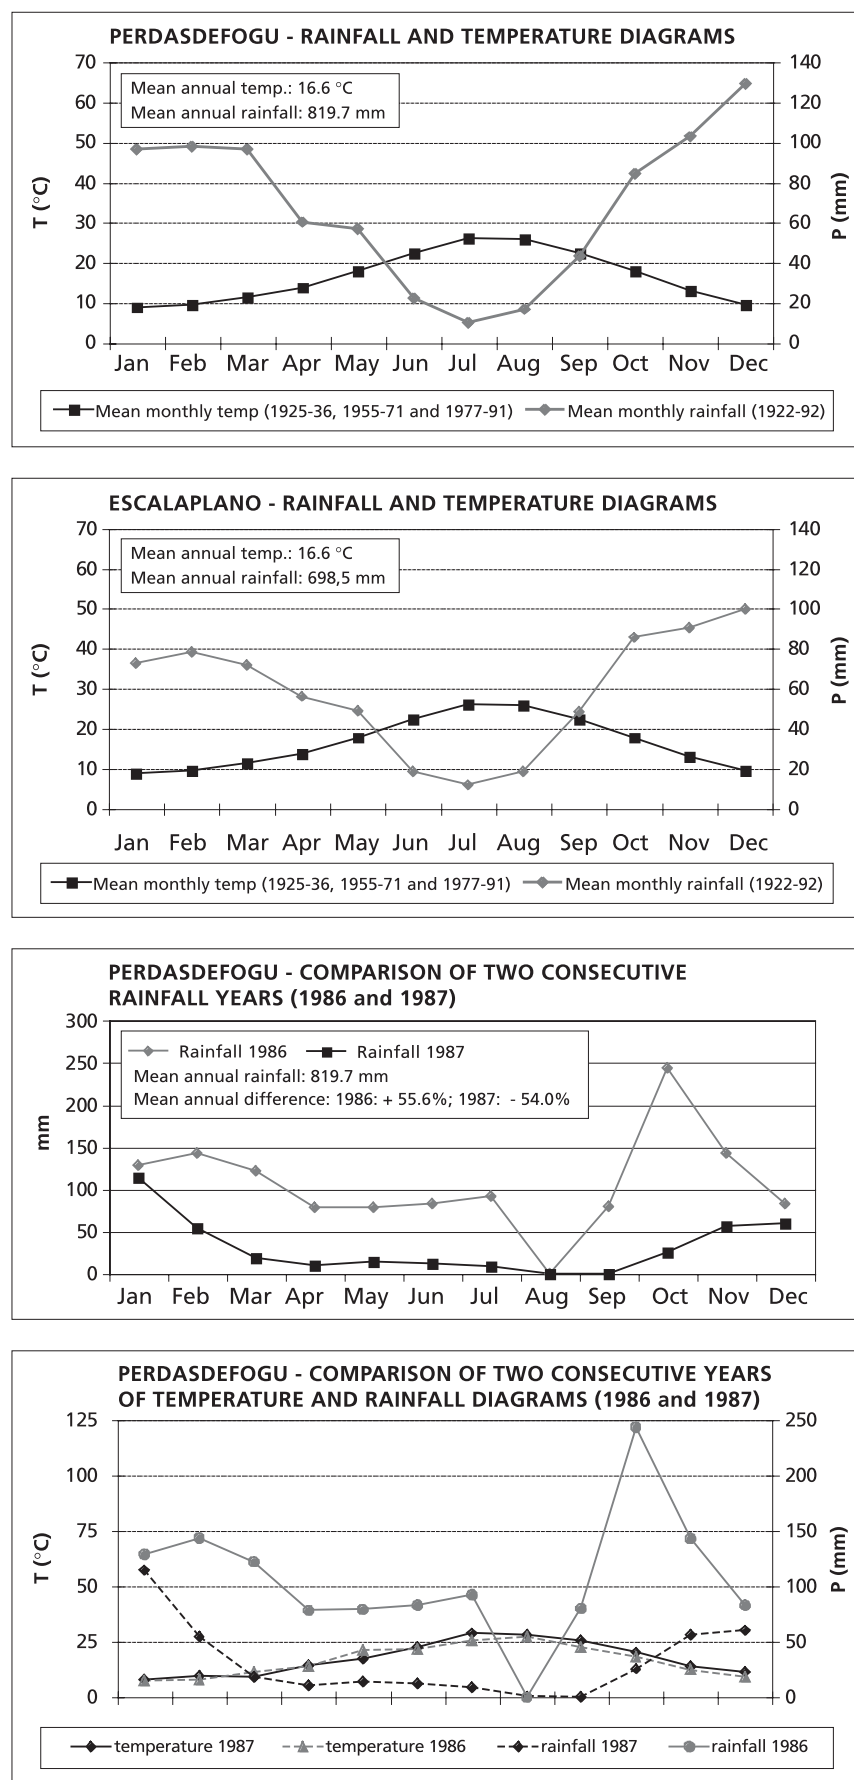 PERDASDEFOGU - RAINFALL AND TEMPERATURE DIAGRAMS
70 140
Mean annual temp.: 16.6 °C
60 120
Mean annual rainfall: 819.7 mm
50 100
40 80
T (°C) P (mm)
30 60
20 40
10 20
0 0
Jan Feb Mar Apr May Jun Jul Aug Sep Oct Nov Dec
Mean monthly temp (1925-36, 1955-71 and 1977-91) Mean monthly rainfall (1922-92)
ESCALAPLANO - RAINFALL AND TEMPERATURE DIAGRAMS
70 140
Mean annual temp.: 16.6 °C
60 120
Mean annual rainfall: 698,5 mm
50 100
40 80
T (°C) P (mm)
30 60
20 40
10 20
0 0
Jan Feb Mar Apr May Jun Jul Aug Sep Oct Nov Dec
Mean monthly temp (1925-36, 1955-71 and 1977-91) Mean monthly rainfall (1922-92)
PERDASDEFOGU - COMPARISON OF TWO CONSECUTIVE
RAINFALL YEARS (1986 and 1987)
300
Rainfall 1986 Rainfall 1987
250
Mean annual rainfall: 819.7 mm
Mean annual difference: 1986: + 55.6%; 1987: - 54.0%
200
mm
150
100
50
0
Jan Feb Mar Apr May Jun Jul Aug Sep Oct Nov Dec
PERDASDEFOGU - COMPARISON OF TWO CONSECUTIVE YEARS
OF TEMPERATURE AND RAINFALL DIAGRAMS (1986 and 1987)
125 250
100 200
75 150
T (°C) P (mm)
50 100
25 50
0 0
temperature 1987 temperature 1986 rainfall 1987 rainfall 1986